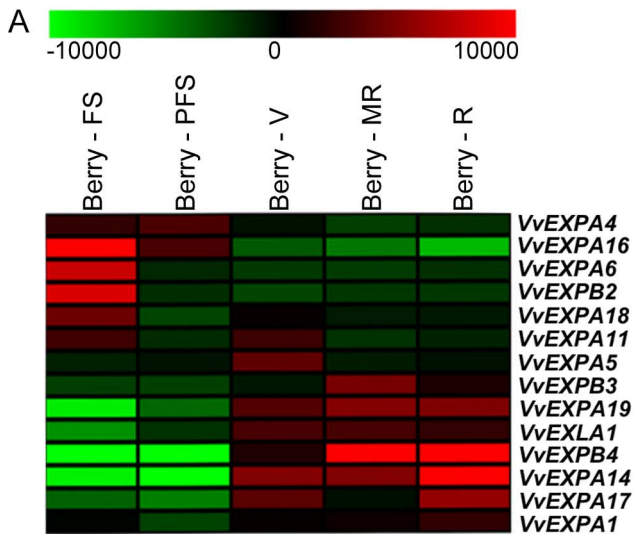 A
-10000 0 10000
Berry - FS
Berry - PFS
Berry - V
Berry - MR
Berry - R
VvEXPA4
VvEXPA16
VvEXPA6
VvEXPB2
VvEXPA18
VvEXPA11
VvEXPA5
VvEXPB3
VvEXPA19
VvEXLA1
VvEXPB4
VvEXPA14
VvEXPA17
VvEXPA1